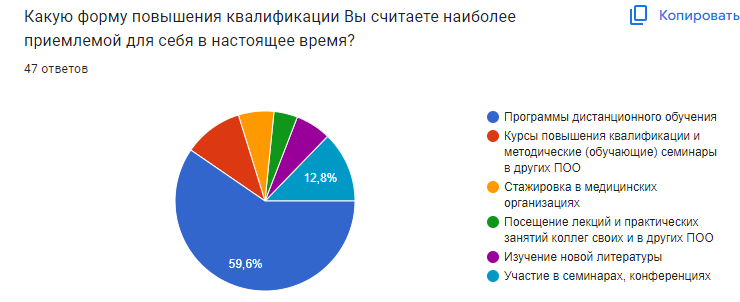 Какую форму повышения квалификации Вы считаете наиболее
приемлемой для себя в настоящее время?
Копировать
47 ответов
12,8%
59,6%
Программы дистанционного обучения
Курсы повышения квалификации и
методические (обучающие) семинары
в других ПОО
Стажировка в медицинских
организациях
Посещение лекций и практических
занятий коллег своих и в других ПОО
Изучение новой литературы
Участие в семинарах, конференциях